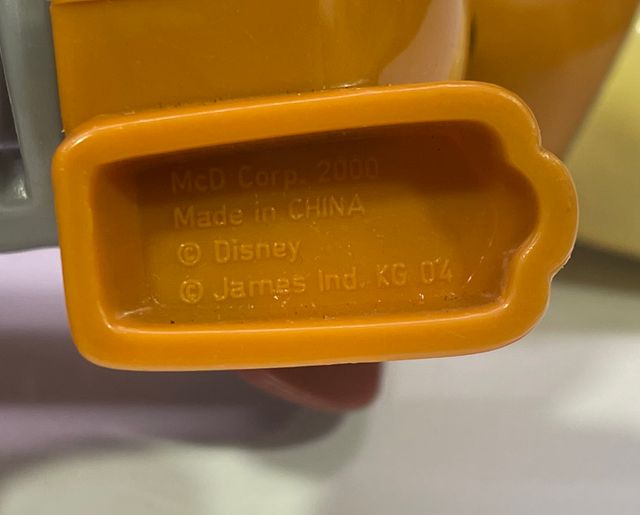 McD Corp. 2000
Made in CHINA
© Disney
© James Ind. KG 04